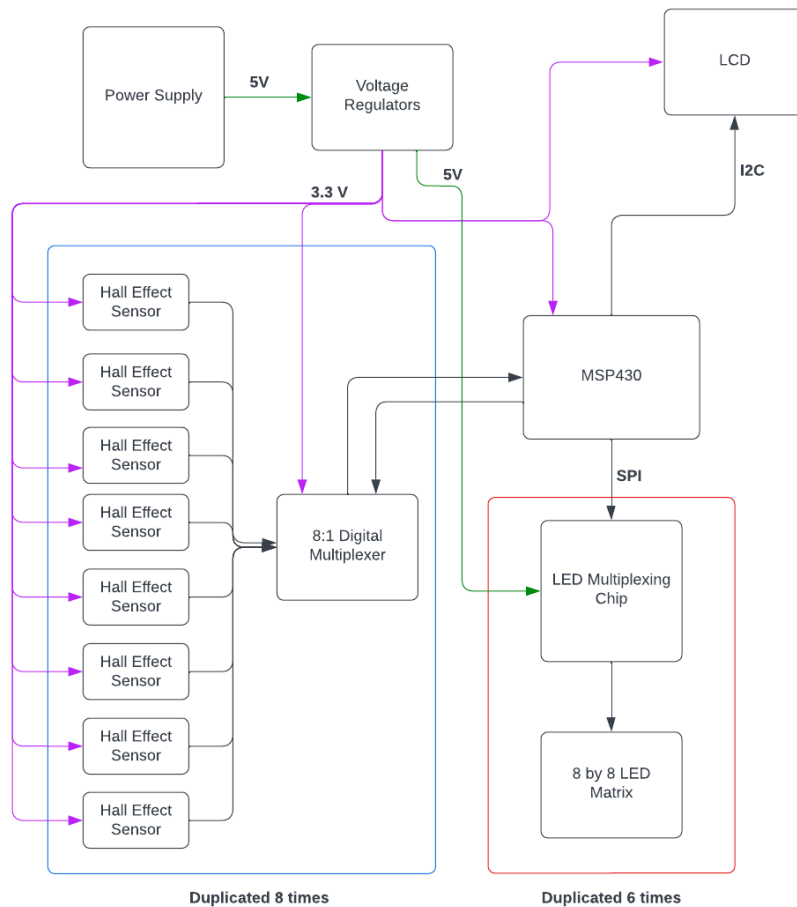 LCD
Power Supply
5V
Voltage
Regulators
3.3 V
5V
I2C
Hall Effect
Sensor
Hall Effect
Sensor
Hall Effect
Sensor
Hall Effect
Sensor
Hall Effect
Sensor
Hall Effect
Sensor
Hall Effect
Sensor
Hall Effect
Sensor
8:1 Digital
Multiplexer
MSP430
SPI
LED Multiplexing
Chip
8 by 8 LED
Matrix
Duplicated 8 times
Duplicated 6 times